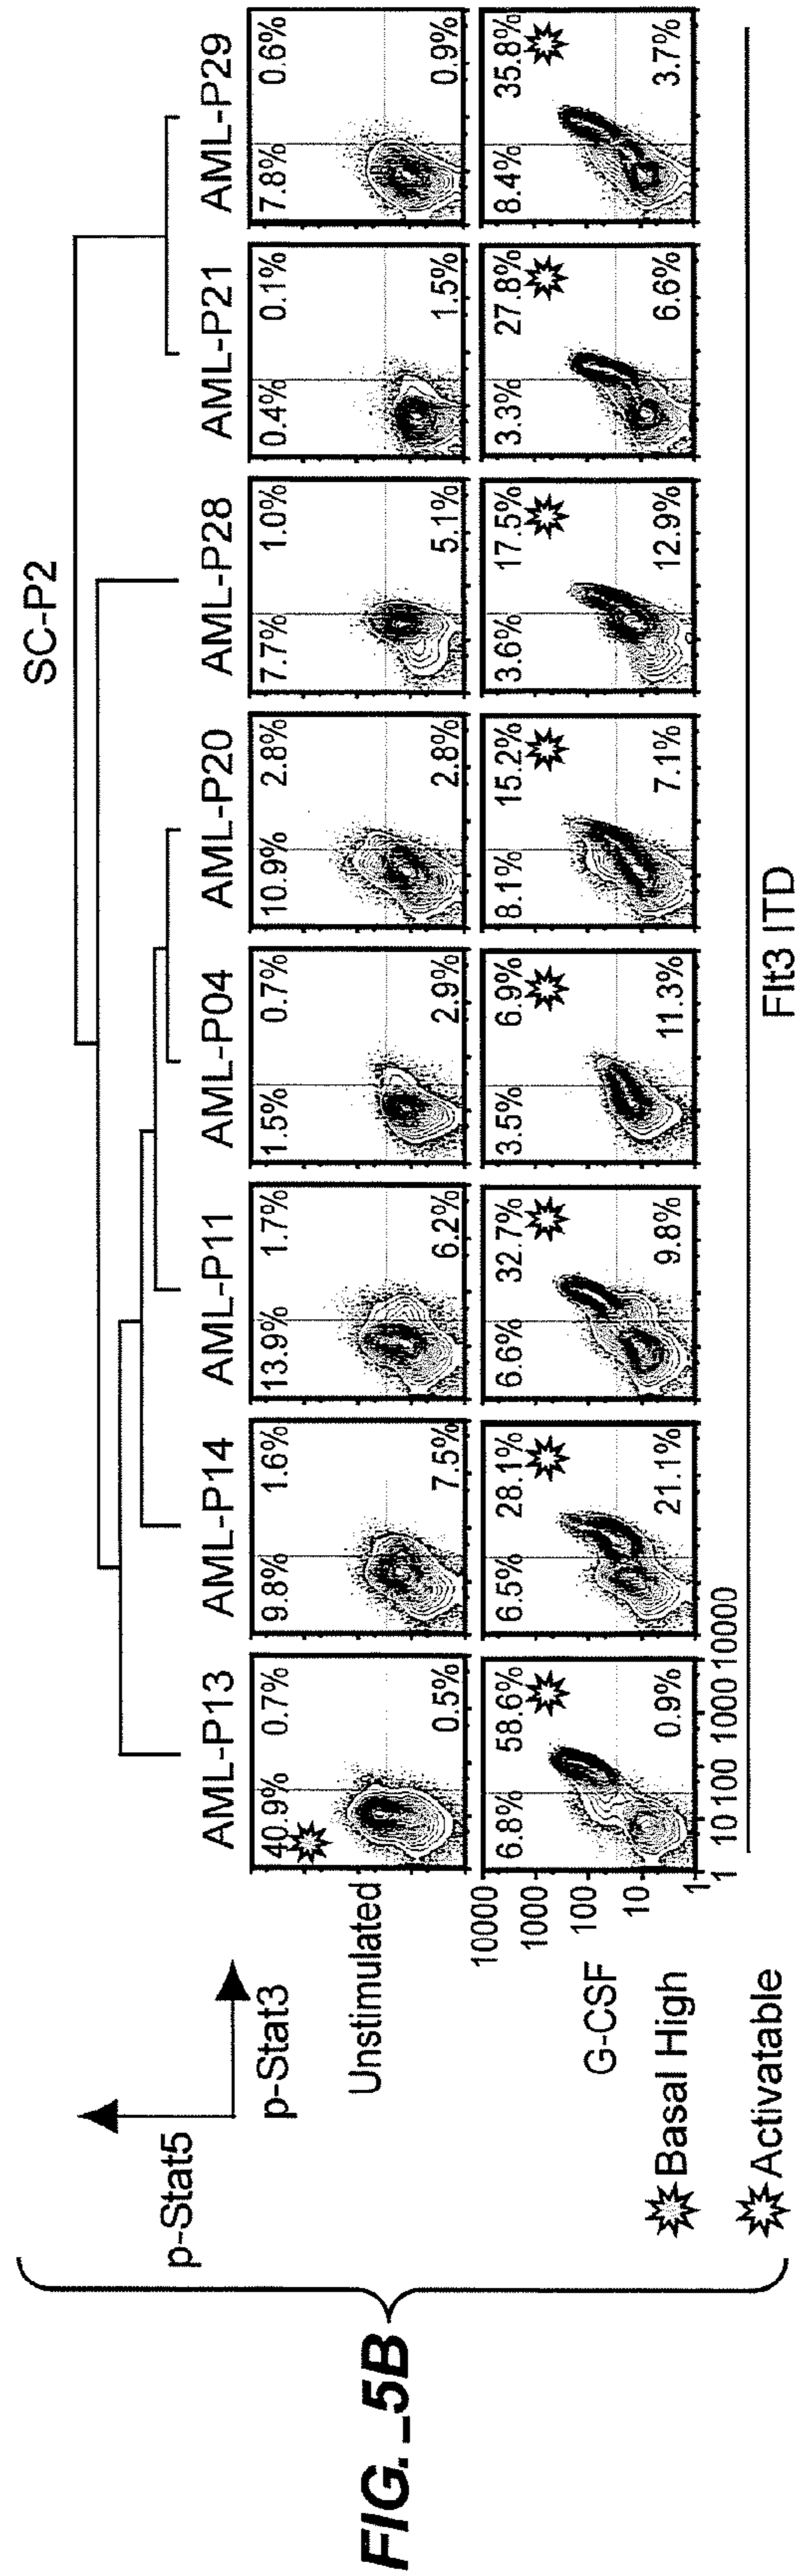 FIG._5B
SC-P2
p-Stat5
p-Stat3
AML-P13 AML-P14 AML-P11 AML-P04 AML-P20 AML-P28 AML-P21 AML-P29
Unstimulated
40.9% 0.7% 9.8% 1.6% 13.9% 1.7% 1.5% 0.7% 10.9% 2.8% 7.7% 1.0% 0.4% 0.1% 7.8% 0.6%
0.5% 7.5% 6.2% 2.9% 2.8% 5.1% 1.5% 0.9%
G-CSF
10000
1000
100
10
1
6.8% 58.6% 6.5% 28.1% 6.6% 32.7% 3.5% 6.9% 8.1% 15.2% 3.6% 17.5% 3.3% 27.8% 8.4% 35.8%
0.9% 21.1% 9.8% 11.3% 7.1% 12.9% 6.6% 3.7%
1 10 100 1000 10000
Basal High
Activatable
Flt3 ITD